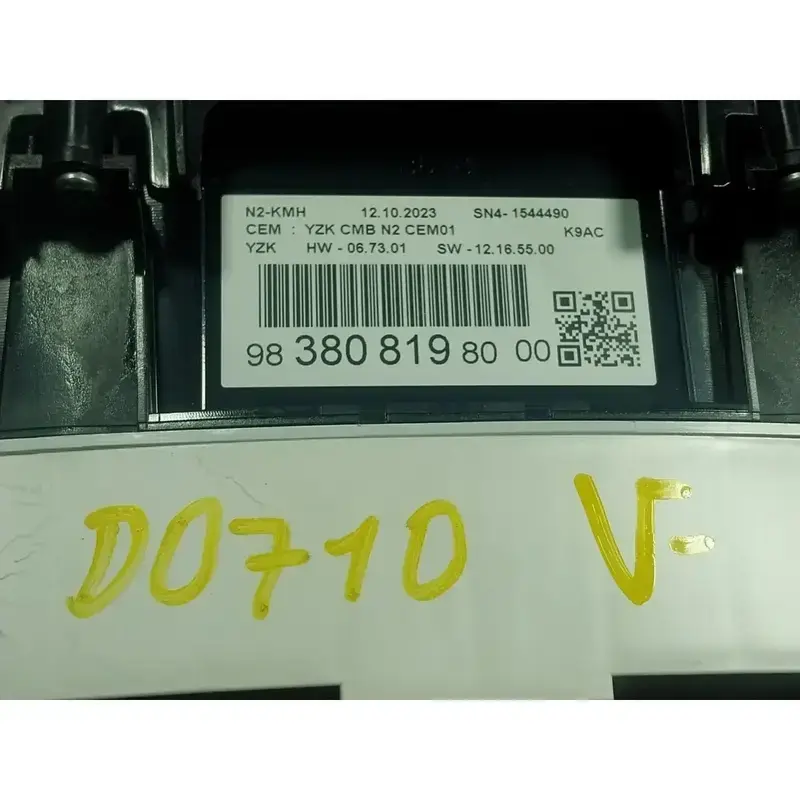 N2-KMH 12.10.2023 SN4- 1544490
CEM : YZK CMB N2 CEM01 K9AC
YZK HW - 06.73.01 SW -12.16.55.00
98 380 819 80 00
D0710 V-